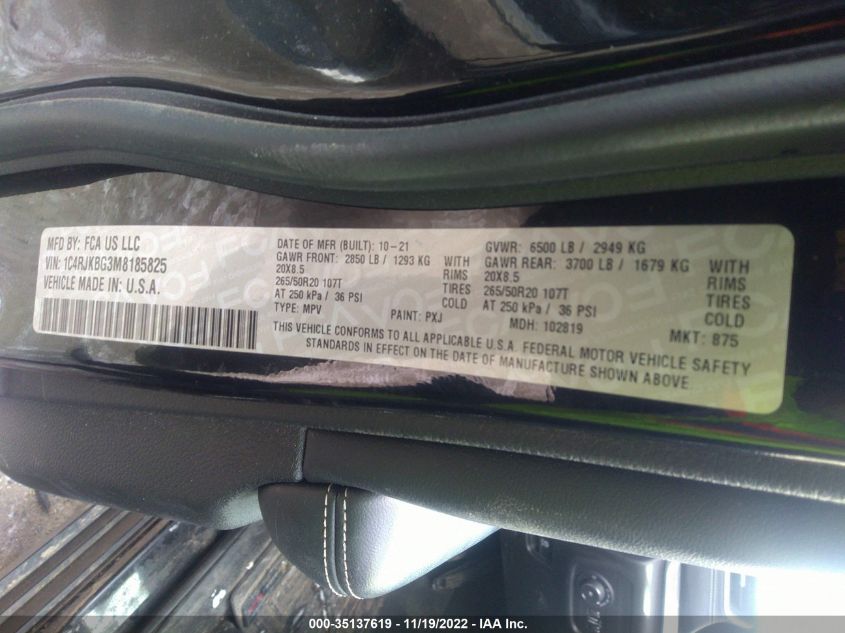 MFD BY: FCA US LLC
VIN: 1C4RJKBG3M8185825
VEHICLE MADE IN: U.S.A.
DATE OF MFR (BUILT): 10-21
GAWR FRONT: 2850 LB / 1293 KG WITH
20X8.5 RIMS
265/50R20 107T TIRES
AT 250 kPa / 36 PSI COLD
TYPE: MPV PAINT: PXJ
GVWR: 6500 LB / 2949 KG
GAWR REAR: 3700 LB / 1679 KG WITH
20X8.5 RIMS
265/50R20 107T TIRES
AT 250 kPa / 36 PSI COLD
MDH: 102819 MKT: B75
THIS VEHICLE CONFORMS TO ALL APPLICABLE U.S.A. FEDERAL MOTOR VEHICLE SAFETY
STANDARDS IN EFFECT ON THE DATE OF MANUFACTURE SHOWN ABOVE
000-35137619 - 11/19/2022 - IAA Inc.